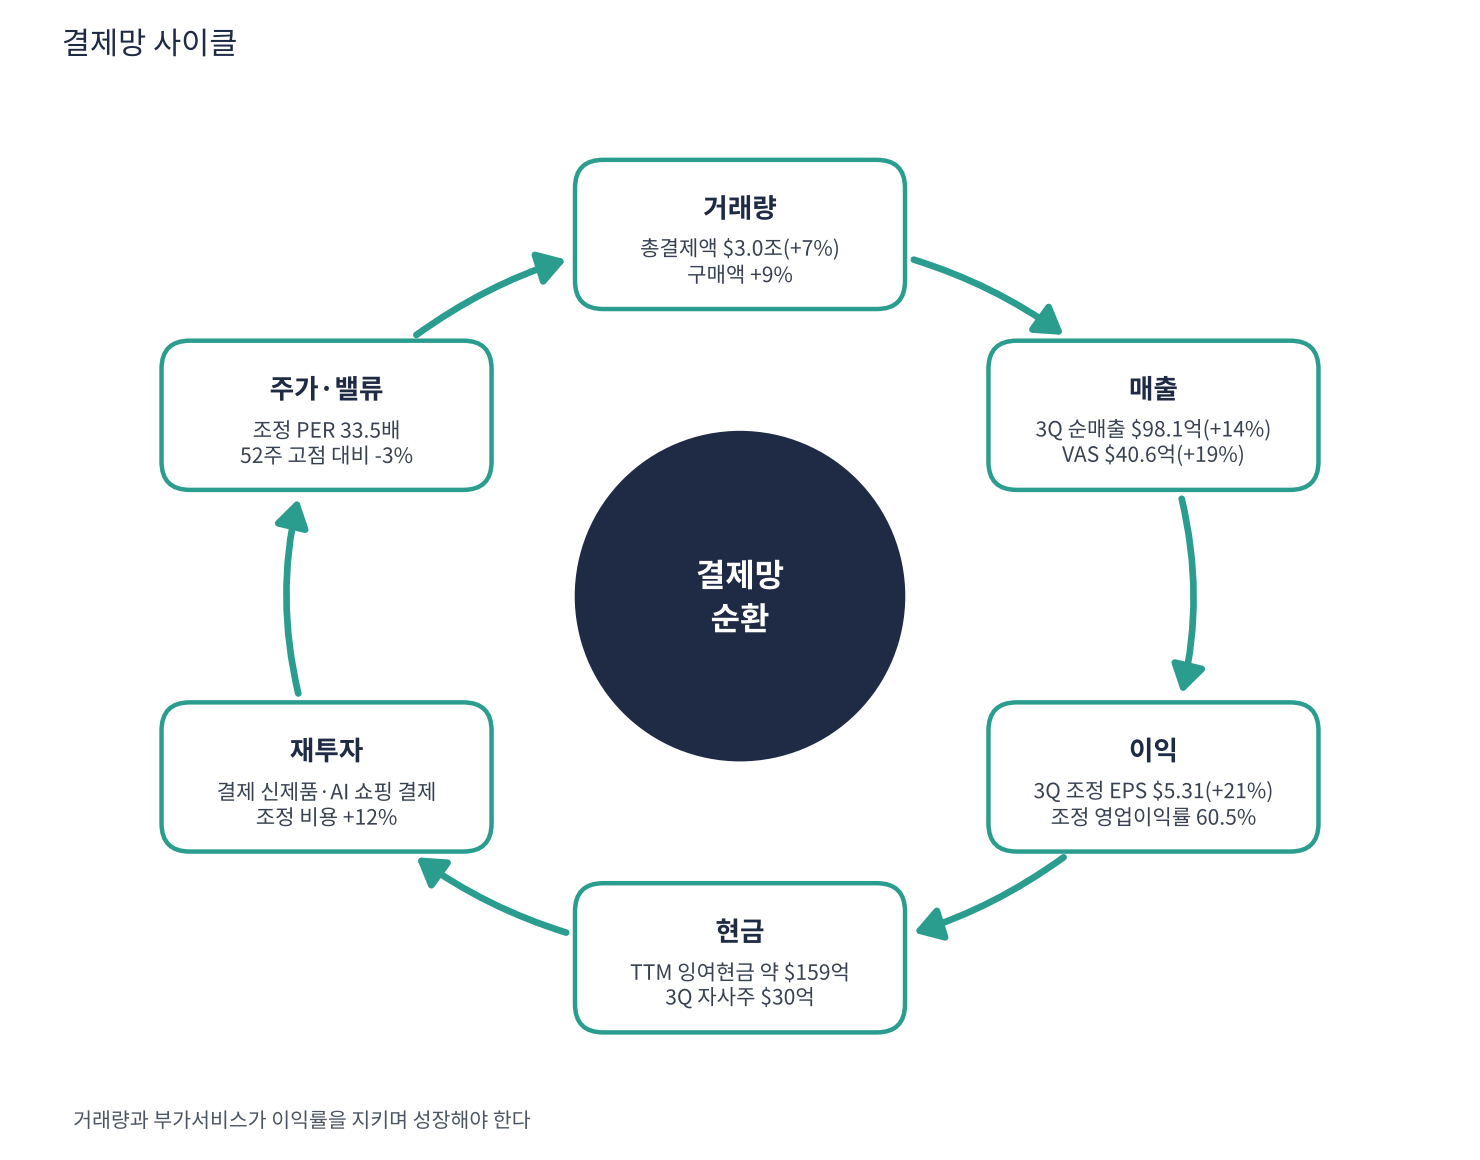 결제망 사이클
거래량
총결제액 $3.0조(+7%)
구매액 +9%
매출
3Q 순매출 $98.1억(+14%)
VAS $40.6억(+19%)
이익
3Q 조정 EPS $5.31(+21%)
조정 영업이익률 60.5%
현금
TTM 잉여현금 약 $159억
3Q 자사주 $30억
재투자
결제 신제품·AI 쇼핑 결제
조정 비용 +12%
주가·밸류
조정 PER 33.5배
52주 고점 대비 -3%
결제망
순환
거래량과 부가서비스가 이익률을 지키며 성장해야 한다